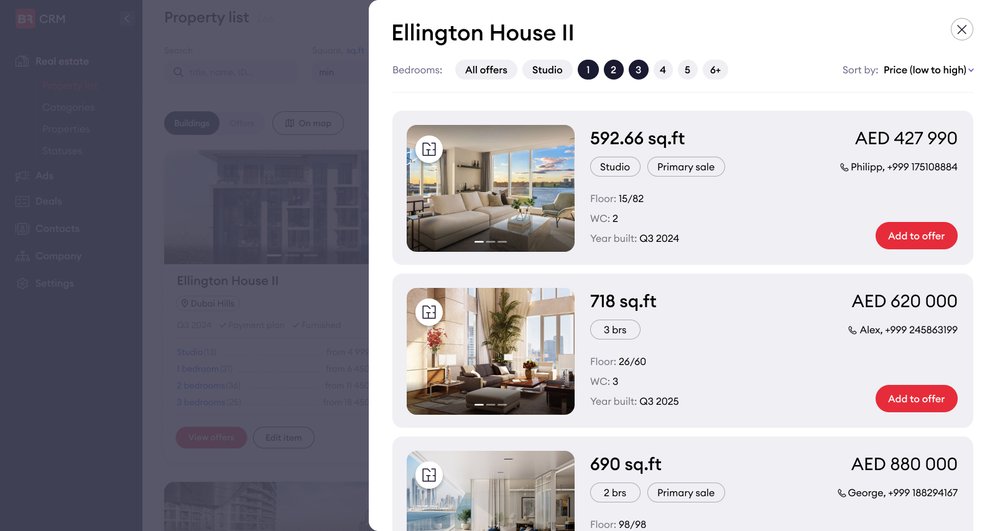 BR CRM
Real estate
Property list
Categories
Properties
Statuses
Ads
Deals
Contacts
Company
Settings
Property list
Search
Square, sq.ft
title, name, ID...
min
Buildings
Offers
On map
Ellington House II
Dubai Hills
Q3 2024
Payment plan
Furnished
Studio (13)
from 4 999
1 bedroom (21)
from 6 450
2 bedrooms (36)
from 11 450
3 bedrooms (25)
from 18 450
View offers
Edit item
Ellington House II
Bedrooms: All offers Studio 1 2 3 4 5 6+
Sort by: Price (low to high)
592.66 sq.ft
AED 427 990
Studio Primary sale
Philipp, +999 175108884
Floor: 15/82
WC: 2
Year built: Q3 2024
Add to offer
718 sq.ft
AED 620 000
3 brs
Alex, +999 245863199
Floor: 26/60
WC: 3
Year built: Q3 2025
Add to offer
690 sq.ft
AED 880 000
2 brs Primary sale
George, +999 188294167
Floor: 98/98